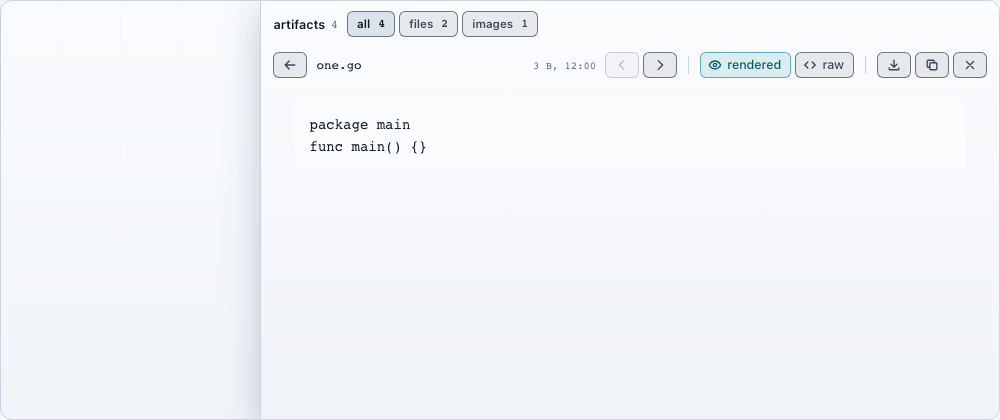 artifacts 4 all 4 files 2 images 1
one.go 3 B, 12:00 rendered raw
package main
func main() {}